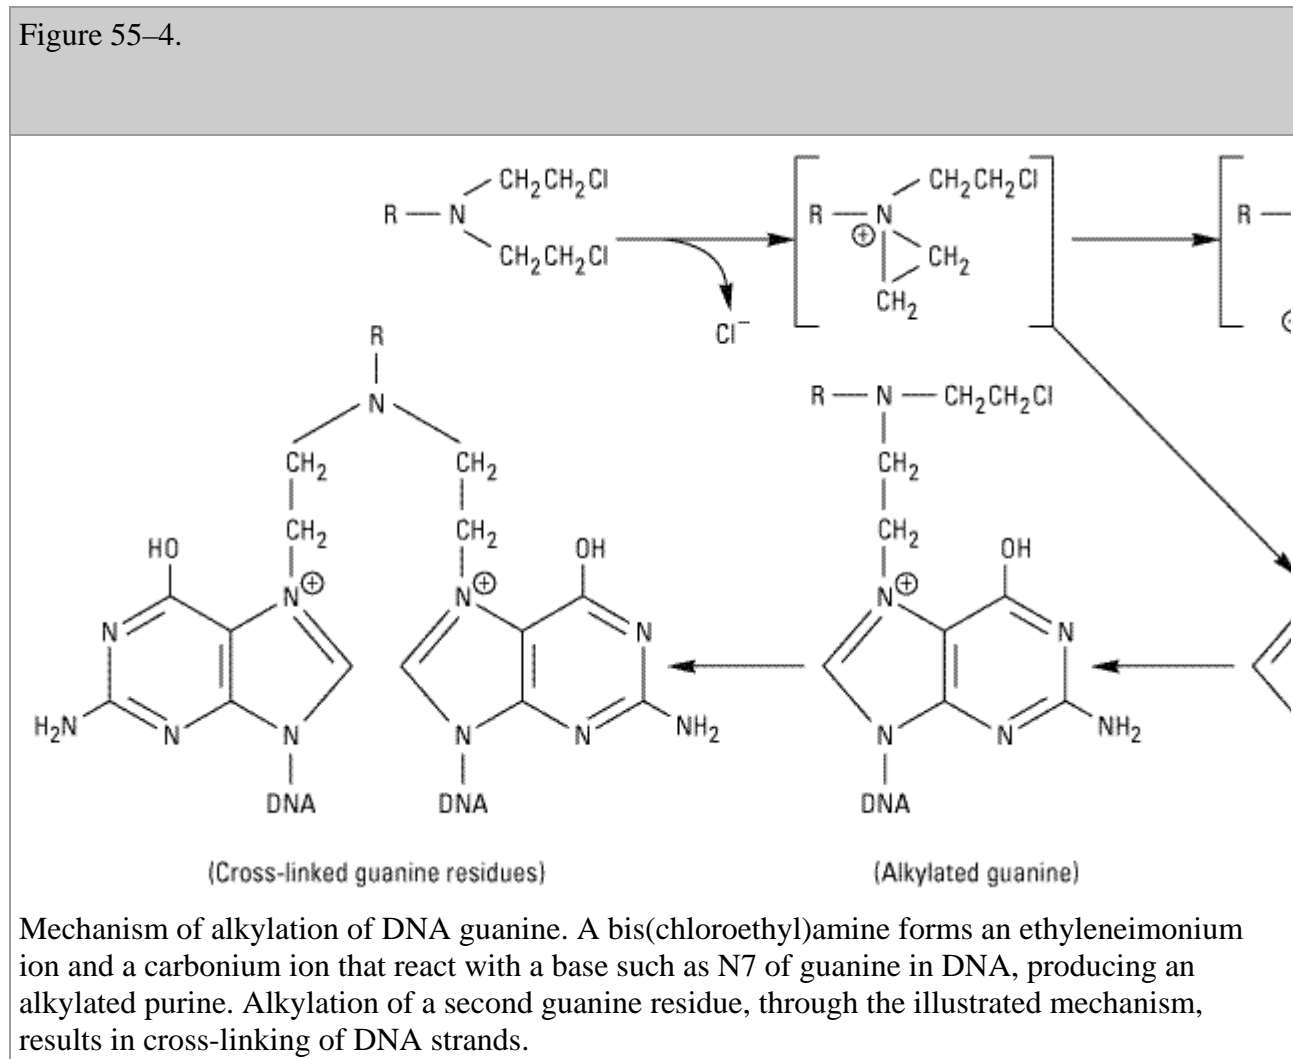 Figure 55–4.
CH2CH2Cl
R — N
CH2CH2Cl
Cl−
R — N
⊕
CH2CH2Cl
CH2
CH2
R —
R
N
CH2 CH2
CH2 CH2
HO N⊕ N⊕ OH
N N
H2N N N N N NH2
DNA DNA
(Cross-linked guanine residues)
R — N — CH2CH2Cl
CH2
CH2
N⊕ OH
N
N N NH2
DNA
(Alkylated guanine)
Mechanism of alkylation of DNA guanine. A bis(chloroethyl)amine forms an ethyleneimonium
ion and a carbonium ion that react with a base such as N7 of guanine in DNA, producing an
alkylated purine. Alkylation of a second guanine residue, through the illustrated mechanism,
results in cross-linking of DNA strands.